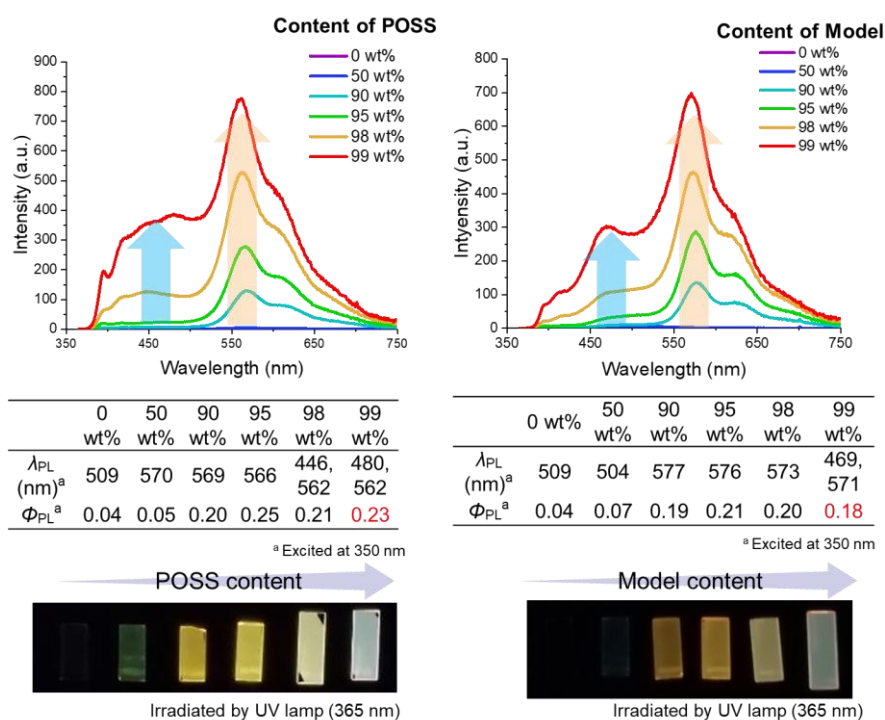 Content of POSS
0 wt%
50 wt%
90 wt%
95 wt%
98 wt%
99 wt%
Intensity (a.u.)
900
800
700
600
500
400
300
200
100
0
365
450
550
650
750
Wavelength (nm)
Content of Model
0 wt%
50 wt%
90 wt%
95 wt%
98 wt%
99 wt%
Intyensity (a.u.)
800
700
600
500
400
300
200
100
0
365
450
550
650
750
Wavelength (nm)
0 wt% 50 wt% 90 wt% 95 wt% 98 wt% 99 wt%
λPL (nm)ᵃ 509 570 569 566 446, 562 480, 562
ΦPLᵃ 0.04 0.05 0.20 0.25 0.21 0.23
ᵃ Excited at 350 nm
POSS content
Irradiated by UV lamp (365 nm)
0 wt% 50 wt% 90 wt% 95 wt% 98 wt% 99 wt%
λPL (nm)ᵃ 509 504 577 576 573 469, 571
ΦPLᵃ 0.04 0.07 0.19 0.21 0.20 0.18
ᵃ Excited at 350 nm
Model content
Irradiated by UV lamp (365 nm)